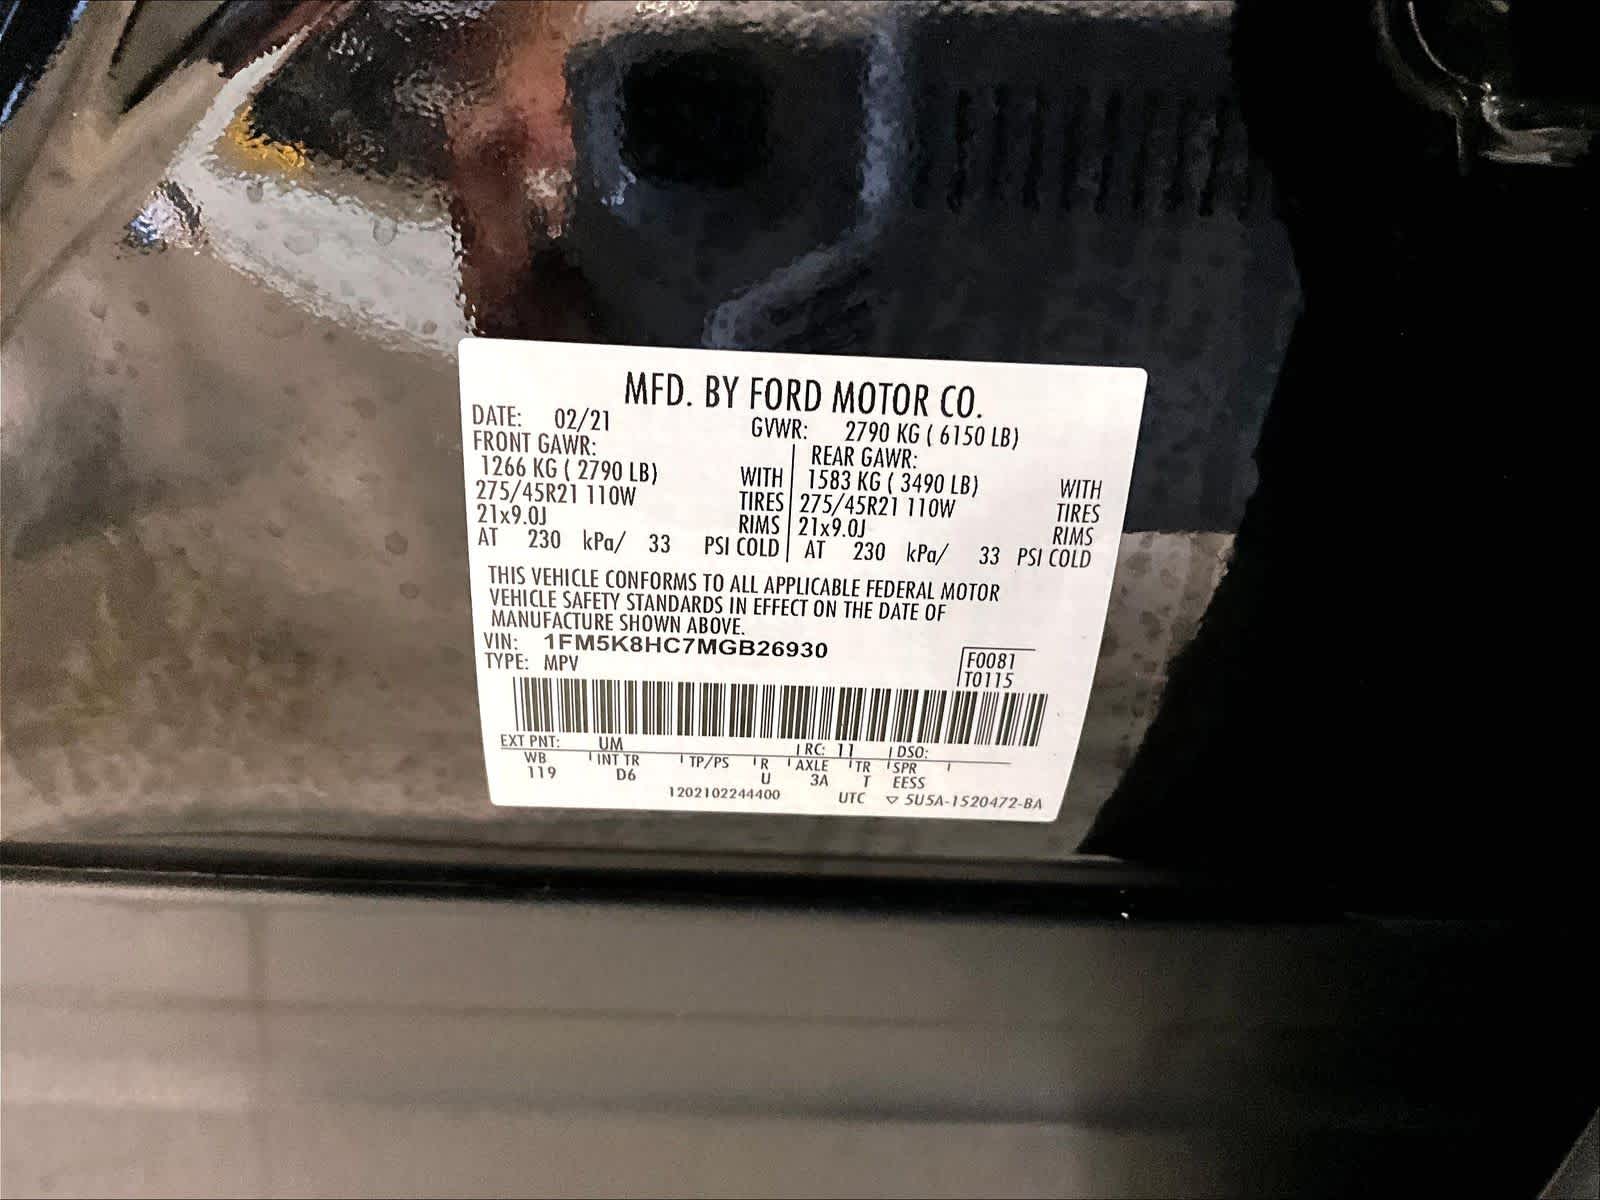 MFD. BY FORD MOTOR CO.
DATE: 02/21 GVWR: 2790 KG ( 6150 LB)
FRONT GAWR: REAR GAWR:
1266 KG ( 2790 LB) WITH 1583 KG ( 3490 LB) WITH
275/45R21 110W TIRES 275/45R21 110W TIRES
21x9.0J RIMS 21x9.0J RIMS
AT 230 kPa/ 33 PSI COLD AT 230 kPa/ 33 PSI COLD
THIS VEHICLE CONFORMS TO ALL APPLICABLE FEDERAL MOTOR
VEHICLE SAFETY STANDARDS IN EFFECT ON THE DATE OF
MANUFACTURE SHOWN ABOVE.
VIN: 1FM5K8HC7MGB26930
TYPE: MPV
F0081
T0115
EXT PNT: UM RC: 11 DSO:
WB INT TR TP/PS R AXLE TR SPR
119 D6 U 3A T EESS
1202102244400 UTC ▽ 5U5A-1520472-BA